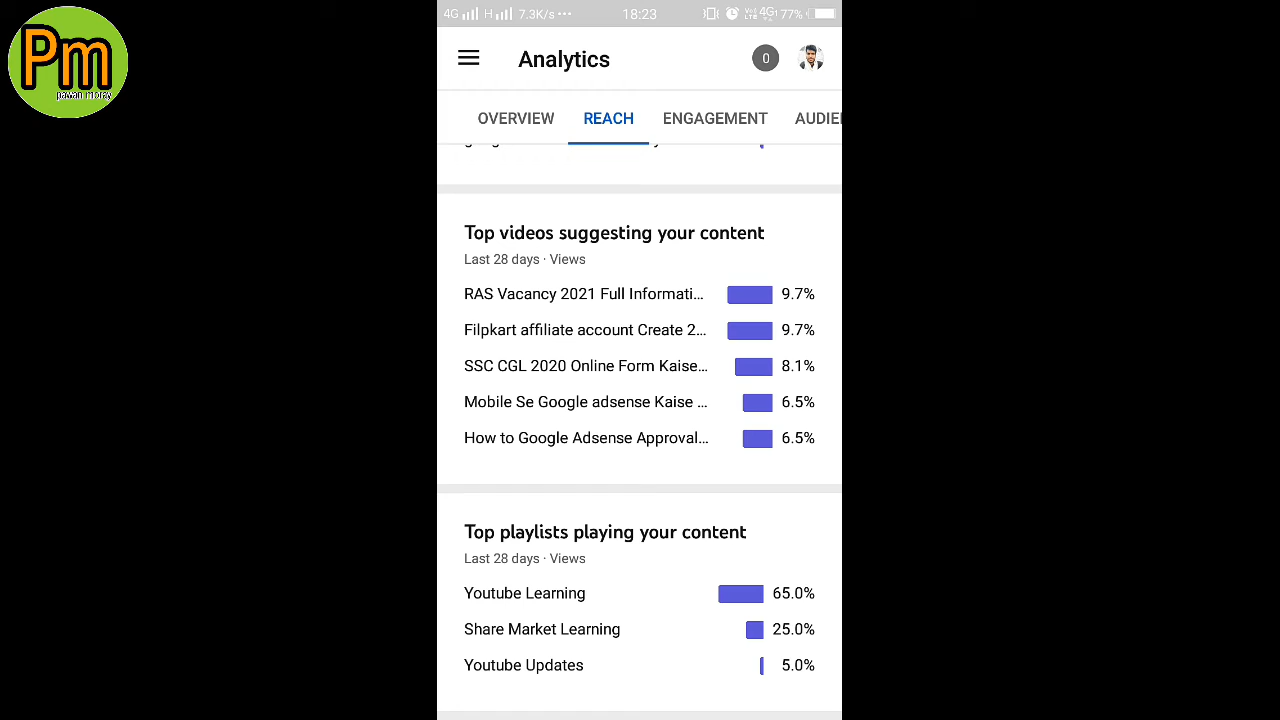 Pm
pawan moray
4G H 7.3K/s ••• 18:23 4G 77%
Analytics 0
OVERVIEW REACH ENGAGEMENT AUDIE
Top videos suggesting your content
Last 28 days · Views
RAS Vacancy 2021 Full Informati... 9.7%
Filpkart affiliate account Create 2... 9.7%
SSC CGL 2020 Online Form Kaise... 8.1%
Mobile Se Google adsense Kaise ... 6.5%
How to Google Adsense Approval... 6.5%
Top playlists playing your content
Last 28 days · Views
Youtube Learning 65.0%
Share Market Learning 25.0%
Youtube Updates 5.0%